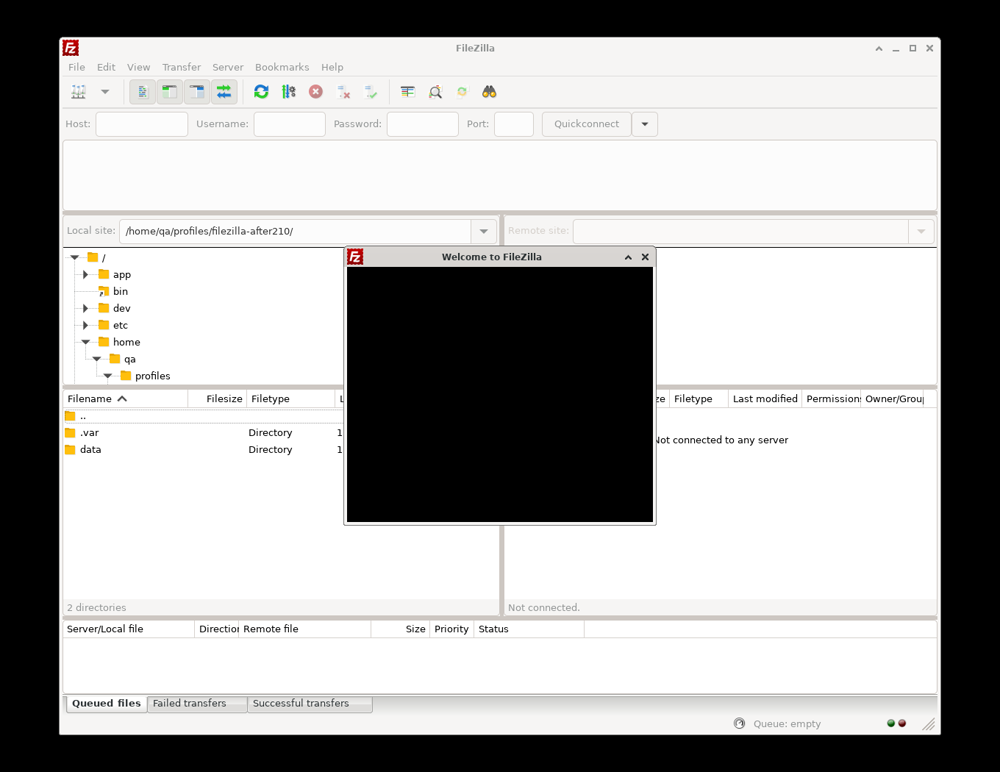 FileZilla
File Edit View Transfer Server Bookmarks Help
Host: Username: Password: Port: Quickconnect
Local site: /home/qa/profiles/filezilla-after210/ Remote site:
Welcome to FileZilla
/
app
bin
dev
etc
home
qa
profiles
Filename Filesize Filetype L ze Filetype Last modified Permissions Owner/Group
..
.var Directory 1
data Directory 1
Not connected to any server
2 directories Not connected.
Server/Local file Direction Remote file Size Priority Status
Queued files Failed transfers Successful transfers
Queue: empty